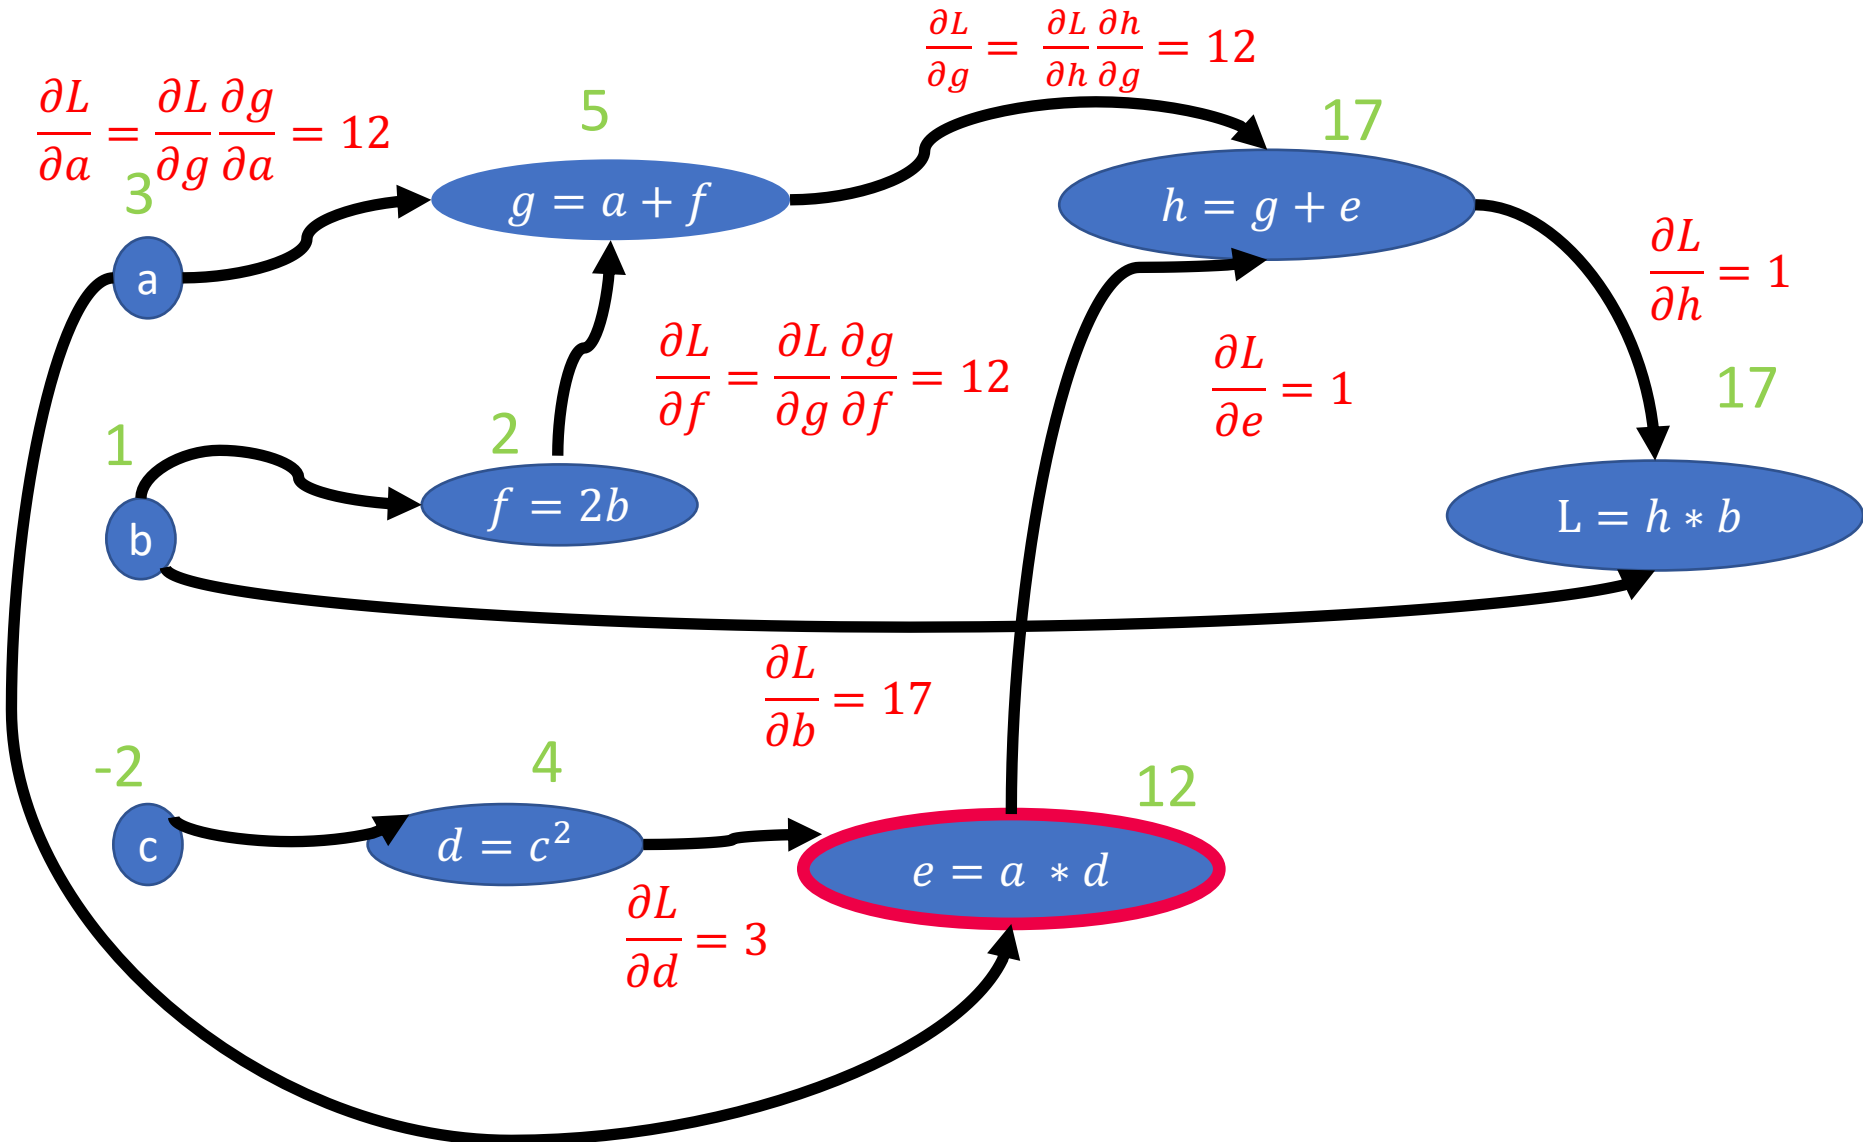 ∂L/∂g = ∂L/∂h ∂h/∂g = 12
∂L/∂a = ∂L/∂g ∂g/∂a = 12
5
17
3
g = a + f
h = g + e
a
∂L/∂h = 1
∂L/∂f = ∂L/∂g ∂g/∂f = 12
∂L/∂e = 1
17
1
2
f = 2b
L = h * b
b
∂L/∂b = 17
-2
4
12
c
d = c²
e = a * d
∂L/∂d = 3